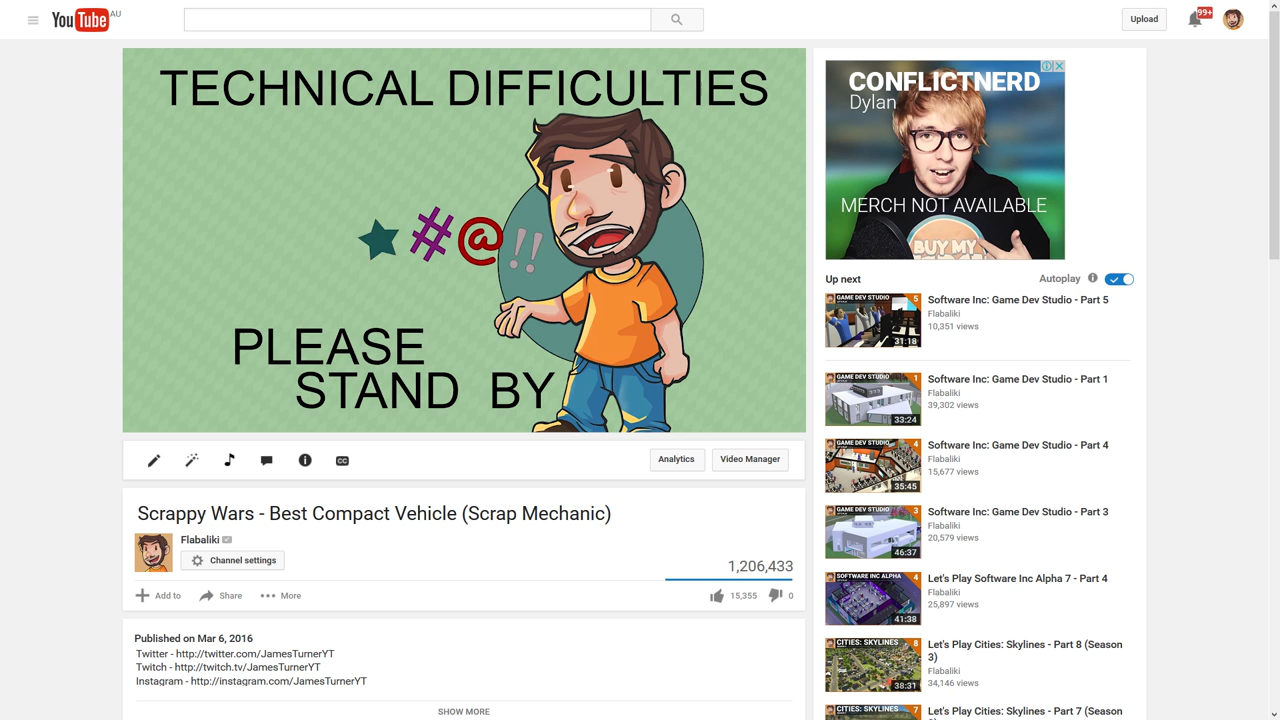 YouTube AU
Upload
99+
TECHNICAL DIFFICULTIES
#@!!
PLEASE
STAND BY
CONFLICTNERD
Dylan
MERCH NOT AVAILABLE
BUY MY
Up next
Autoplay
GAME DEV STUDIO
5
31:18
Software Inc: Game Dev Studio - Part 5
Flabaliki
10,351 views
GAME DEV STUDIO
1
33:24
Software Inc: Game Dev Studio - Part 1
Flabaliki
39,302 views
GAME DEV STUDIO
4
35:45
Software Inc: Game Dev Studio - Part 4
Flabaliki
15,677 views
GAME DEV STUDIO
3
46:37
Software Inc: Game Dev Studio - Part 3
Flabaliki
20,579 views
SOFTWARE INC ALPHA
4
41:38
Let's Play Software Inc Alpha 7 - Part 4
Flabaliki
25,897 views
CITIES: SKYLINES
8
38:31
Let's Play Cities: Skylines - Part 8 (Season
3)
Flabaliki
34,146 views
CITIES: SKYLINES
7
Let's Play Cities: Skylines - Part 7 (Season
CC
Analytics
Video Manager
Scrappy Wars - Best Compact Vehicle (Scrap Mechanic)
Flabaliki
Channel settings
1,206,433
Add to
Share
More
15,355
0
Published on Mar 6, 2016
Twitter - http://twitter.com/JamesTurnerYT
Twitch - http://twitch.tv/JamesTurnerYT
Instagram - http://instagram.com/JamesTurnerYT
SHOW MORE